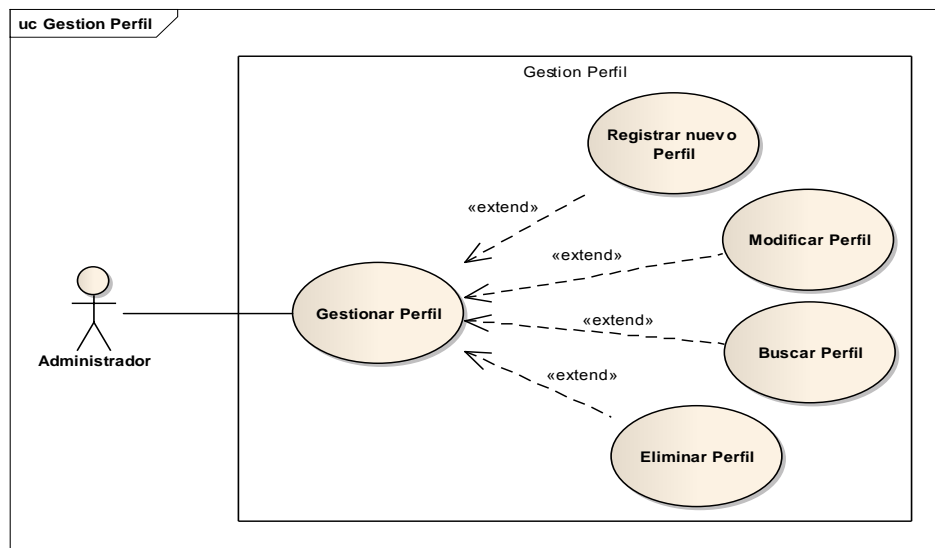 uc Gestion Perfil
Gestion Perfil
Registrar nuevo
Perfil
«extend»
Modificar Perfil
«extend»
Gestionar Perfil
«extend»
Buscar Perfil
Administrador
«extend»
Eliminar Perfil